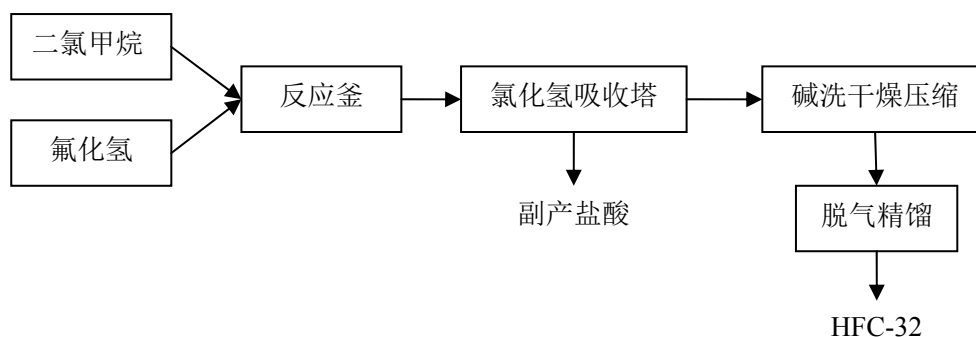 二氯甲烷
氟化氢
反应釜
氯化氢吸收塔
碱洗干燥压缩
副产盐酸
脱气精馏
HFC-32